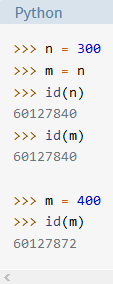 Python
>>> n = 300
>>> m = n
>>> id(n)
60127840
>>> id(m)
60127840
>>> m = 400
>>> id(m)
60127872